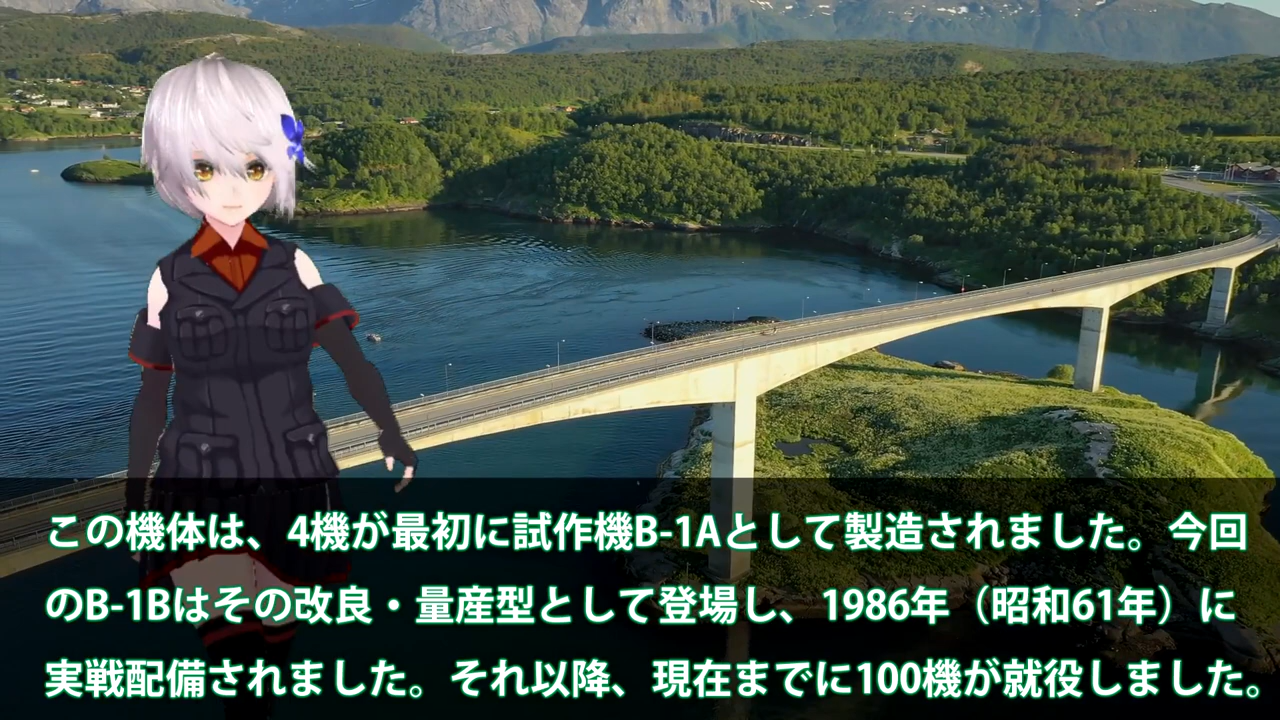 この機体は、4機が最初に試作機B-1Aとして製造されました。今回
のB-1Bはその改良・量産型として登場し、1986年（昭和61年）に
実戦配備されました。それ以降、現在までに100機が就役しました。